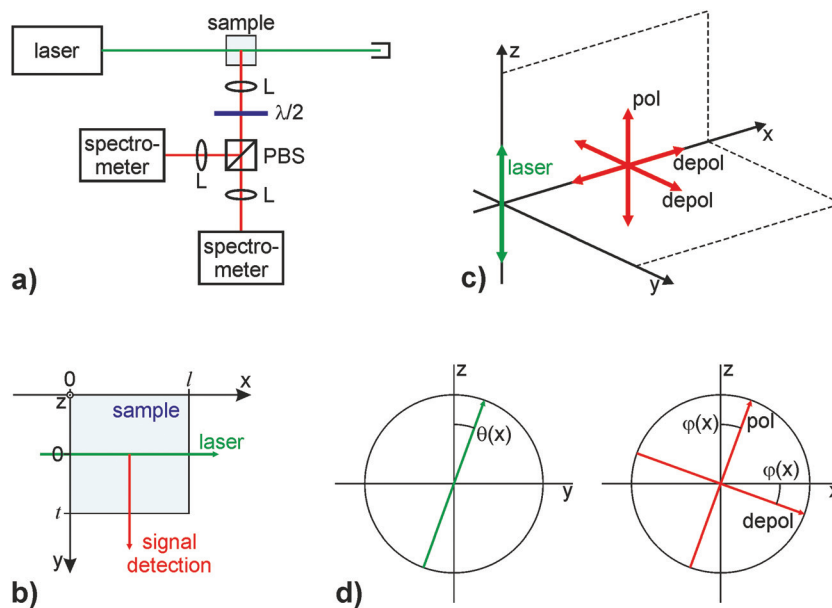 sample
laser
L
λ/2
spectro-
meter
PBS
L
L
spectro-
meter
a)
z
pol
x
laser
depol
depol
y
c)
0
l
x
z
sample
laser
0
t
signal
detection
y
b)
z
θ(x)
y
z
φ(x)
pol
φ(x)
x
depol
d)